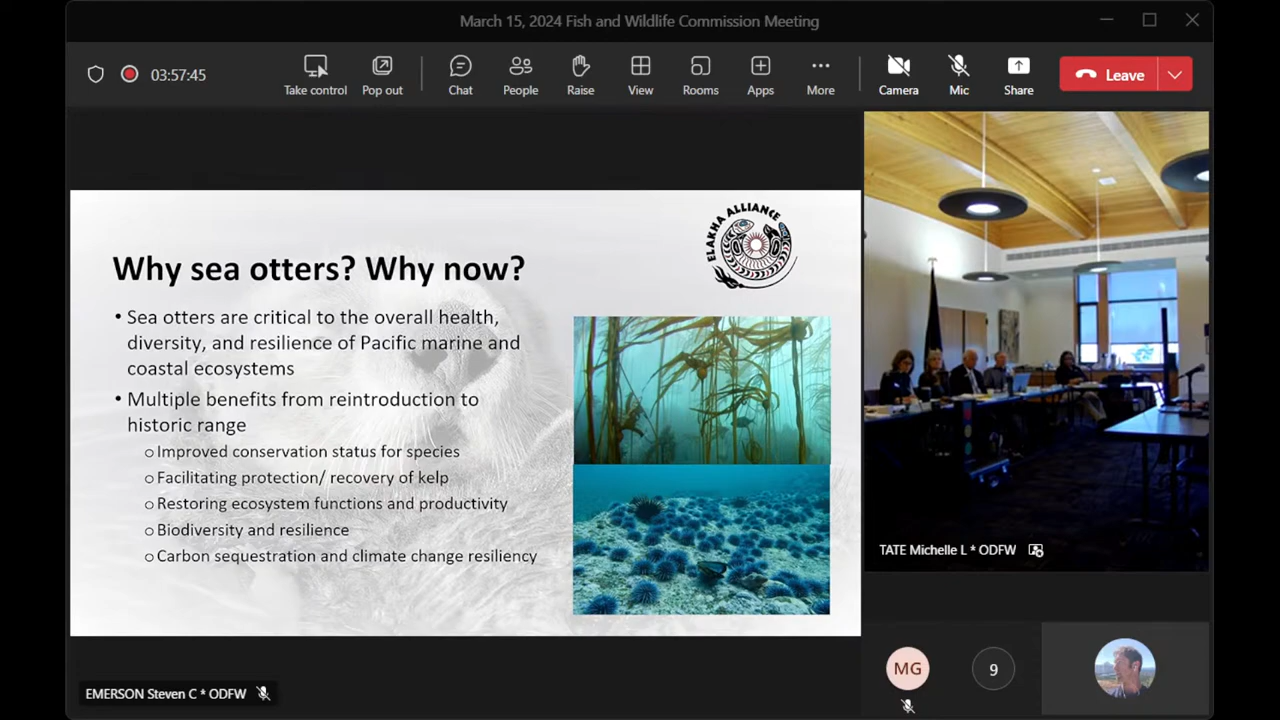 March 15, 2024 Fish and Wildlife Commission Meeting
03:57:45
Take control
Pop out
Chat
People
Raise
View
Rooms
Apps
More
Camera
Mic
Share
Leave
ELAKHA ALLIANCE
Why sea otters? Why now?
• Sea otters are critical to the overall health,
diversity, and resilience of Pacific marine and
coastal ecosystems
• Multiple benefits from reintroduction to
historic range
o Improved conservation status for species
o Facilitating protection/ recovery of kelp
o Restoring ecosystem functions and productivity
o Biodiversity and resilience
o Carbon sequestration and climate change resiliency
TATE Michelle L * ODFW
EMERSON Steven C * ODFW
MG
9